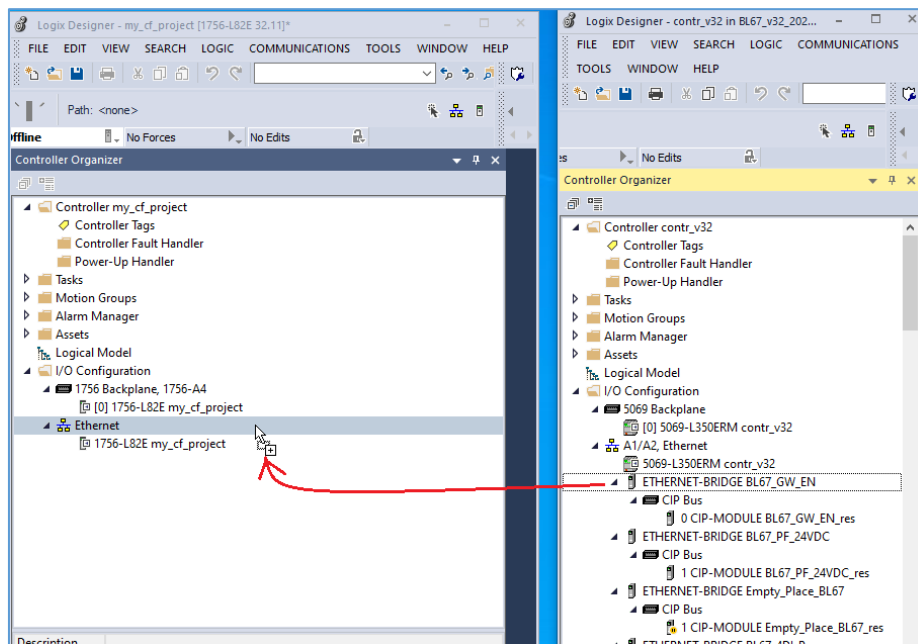 Logix Designer - my_cf_project [1756-L82E 32.11]*
FILE EDIT VIEW SEARCH LOGIC COMMUNICATIONS TOOLS WINDOW HELP
Path: <none>
No Forces
No Edits
Controller Organizer
Controller my_cf_project
Controller Tags
Controller Fault Handler
Power-Up Handler
Tasks
Motion Groups
Alarm Manager
Assets
Logical Model
I/O Configuration
1756 Backplane, 1756-A4
[0] 1756-L82E my_cf_project
Ethernet
1756-L82E my_cf_project
Description
Logix Designer - contr_v32 in BL67_v32_202...
FILE EDIT VIEW SEARCH LOGIC COMMUNICATIONS
TOOLS WINDOW HELP
No Edits
Controller Organizer
Controller contr_v32
Controller Tags
Controller Fault Handler
Power-Up Handler
Tasks
Motion Groups
Alarm Manager
Assets
Logical Model
I/O Configuration
5069 Backplane
[0] 5069-L350ERM contr_v32
A1/A2, Ethernet
5069-L350ERM contr_v32
ETHERNET-BRIDGE BL67_GW_EN
CIP Bus
0 CIP-MODULE BL67_GW_EN_res
ETHERNET-BRIDGE BL67_PF_24VDC
CIP Bus
1 CIP-MODULE BL67_PF_24VDC_res
ETHERNET-BRIDGE Empty_Place_BL67
CIP Bus
1 CIP-MODULE Empty_Place_BL67_res